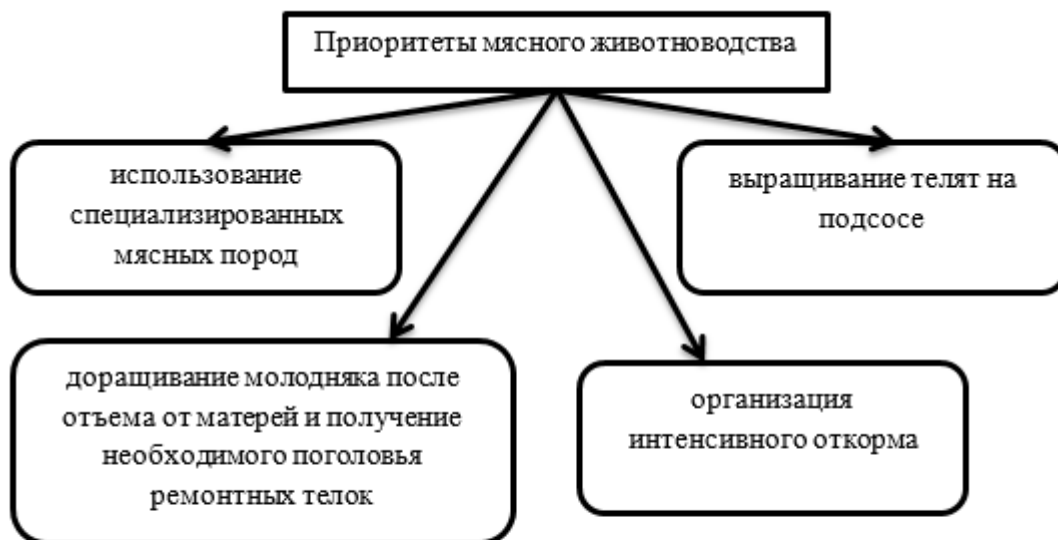 Приоритеты мясного животноводства
использование
специализированных
мясных пород
выращивание телят на
подсосе
доращивание молодняка после
отъема от матерей и получение
необходимого поголовья
ремонтных телок
организация
интенсивного откорма